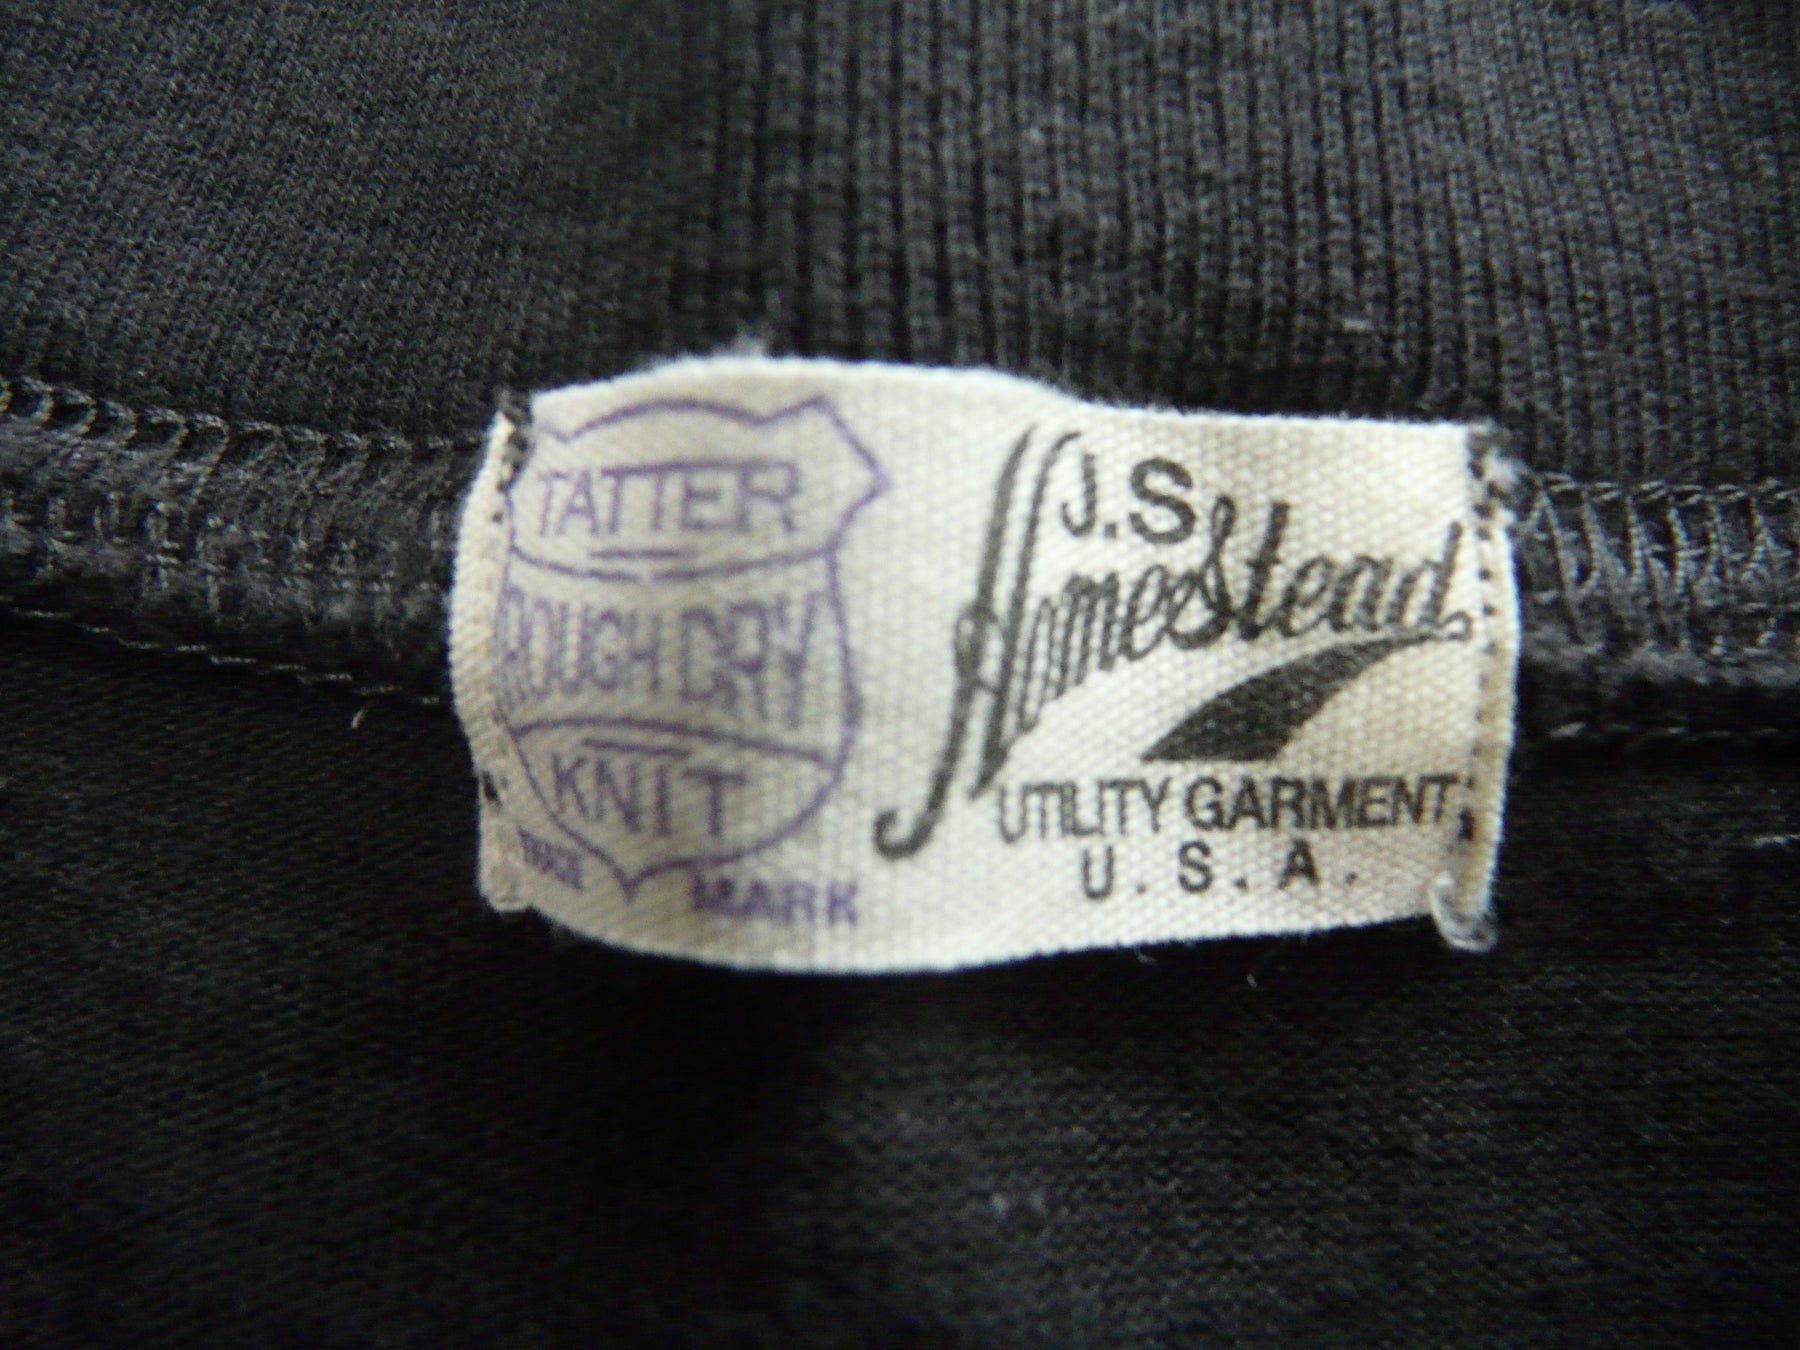 TATTER
ROUGH DRY
KNIT
TRADE MARK
J.S.
HomeStead
UTILITY GARMENT
U.S.A.